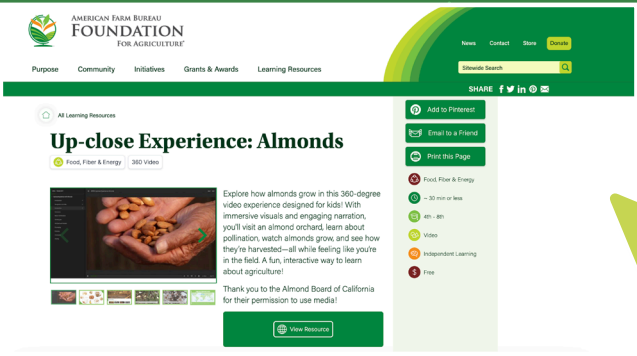 AMERICAN FARM BUREAU
FOUNDATION
FOR AGRICULTURE®
News Contact Store Donate
Purpose Community Initiatives Grants & Awards Learning Resources
Sitewide Search
SHARE
All Learning Resources
Up-close Experience: Almonds
Food, Fiber & Energy 360 Video
Explore how almonds grow in this 360-degree
video experience designed for kids! With
immersive visuals and engaging narration,
you'll visit an almond orchard, learn about
pollination, watch almonds grow, and see how
they're harvested—all while feeling like you're
in the field. A fun, interactive way to learn
about agriculture!
Thank you to the Almond Board of California
for their permission to use media!
View Resource
Add to Pinterest
Email to a Friend
Print this Page
Food, Fiber & Energy
~ 30 min or less
4th - 8th
Video
Independent Learning
$ Free